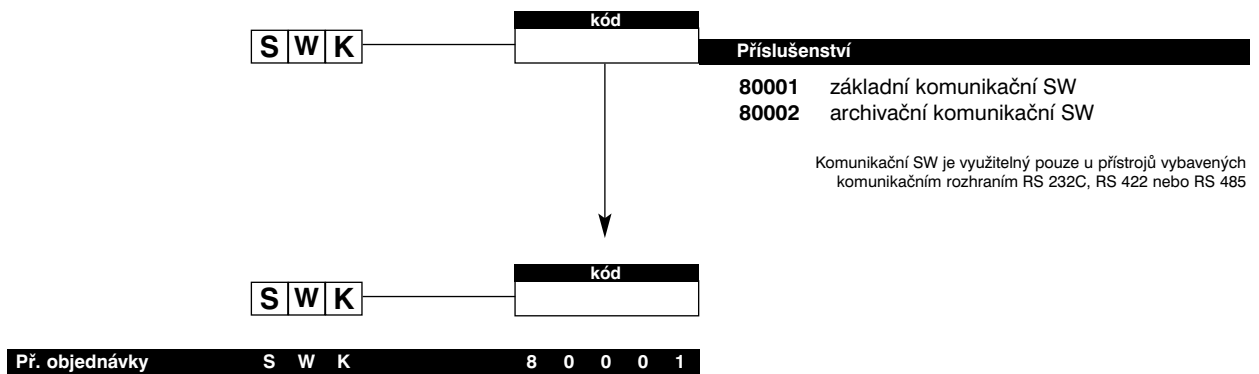 kód
S W K
Příslušenství
80001 základní komunikační SW
80002 archivační komunikační SW
Komunikační SW je využitelný pouze u přístrojů vybavených
komunikačním rozhraním RS 232C, RS 422 nebo RS 485
kód
S W K
Př. objednávky S W K 8 0 0 0 1